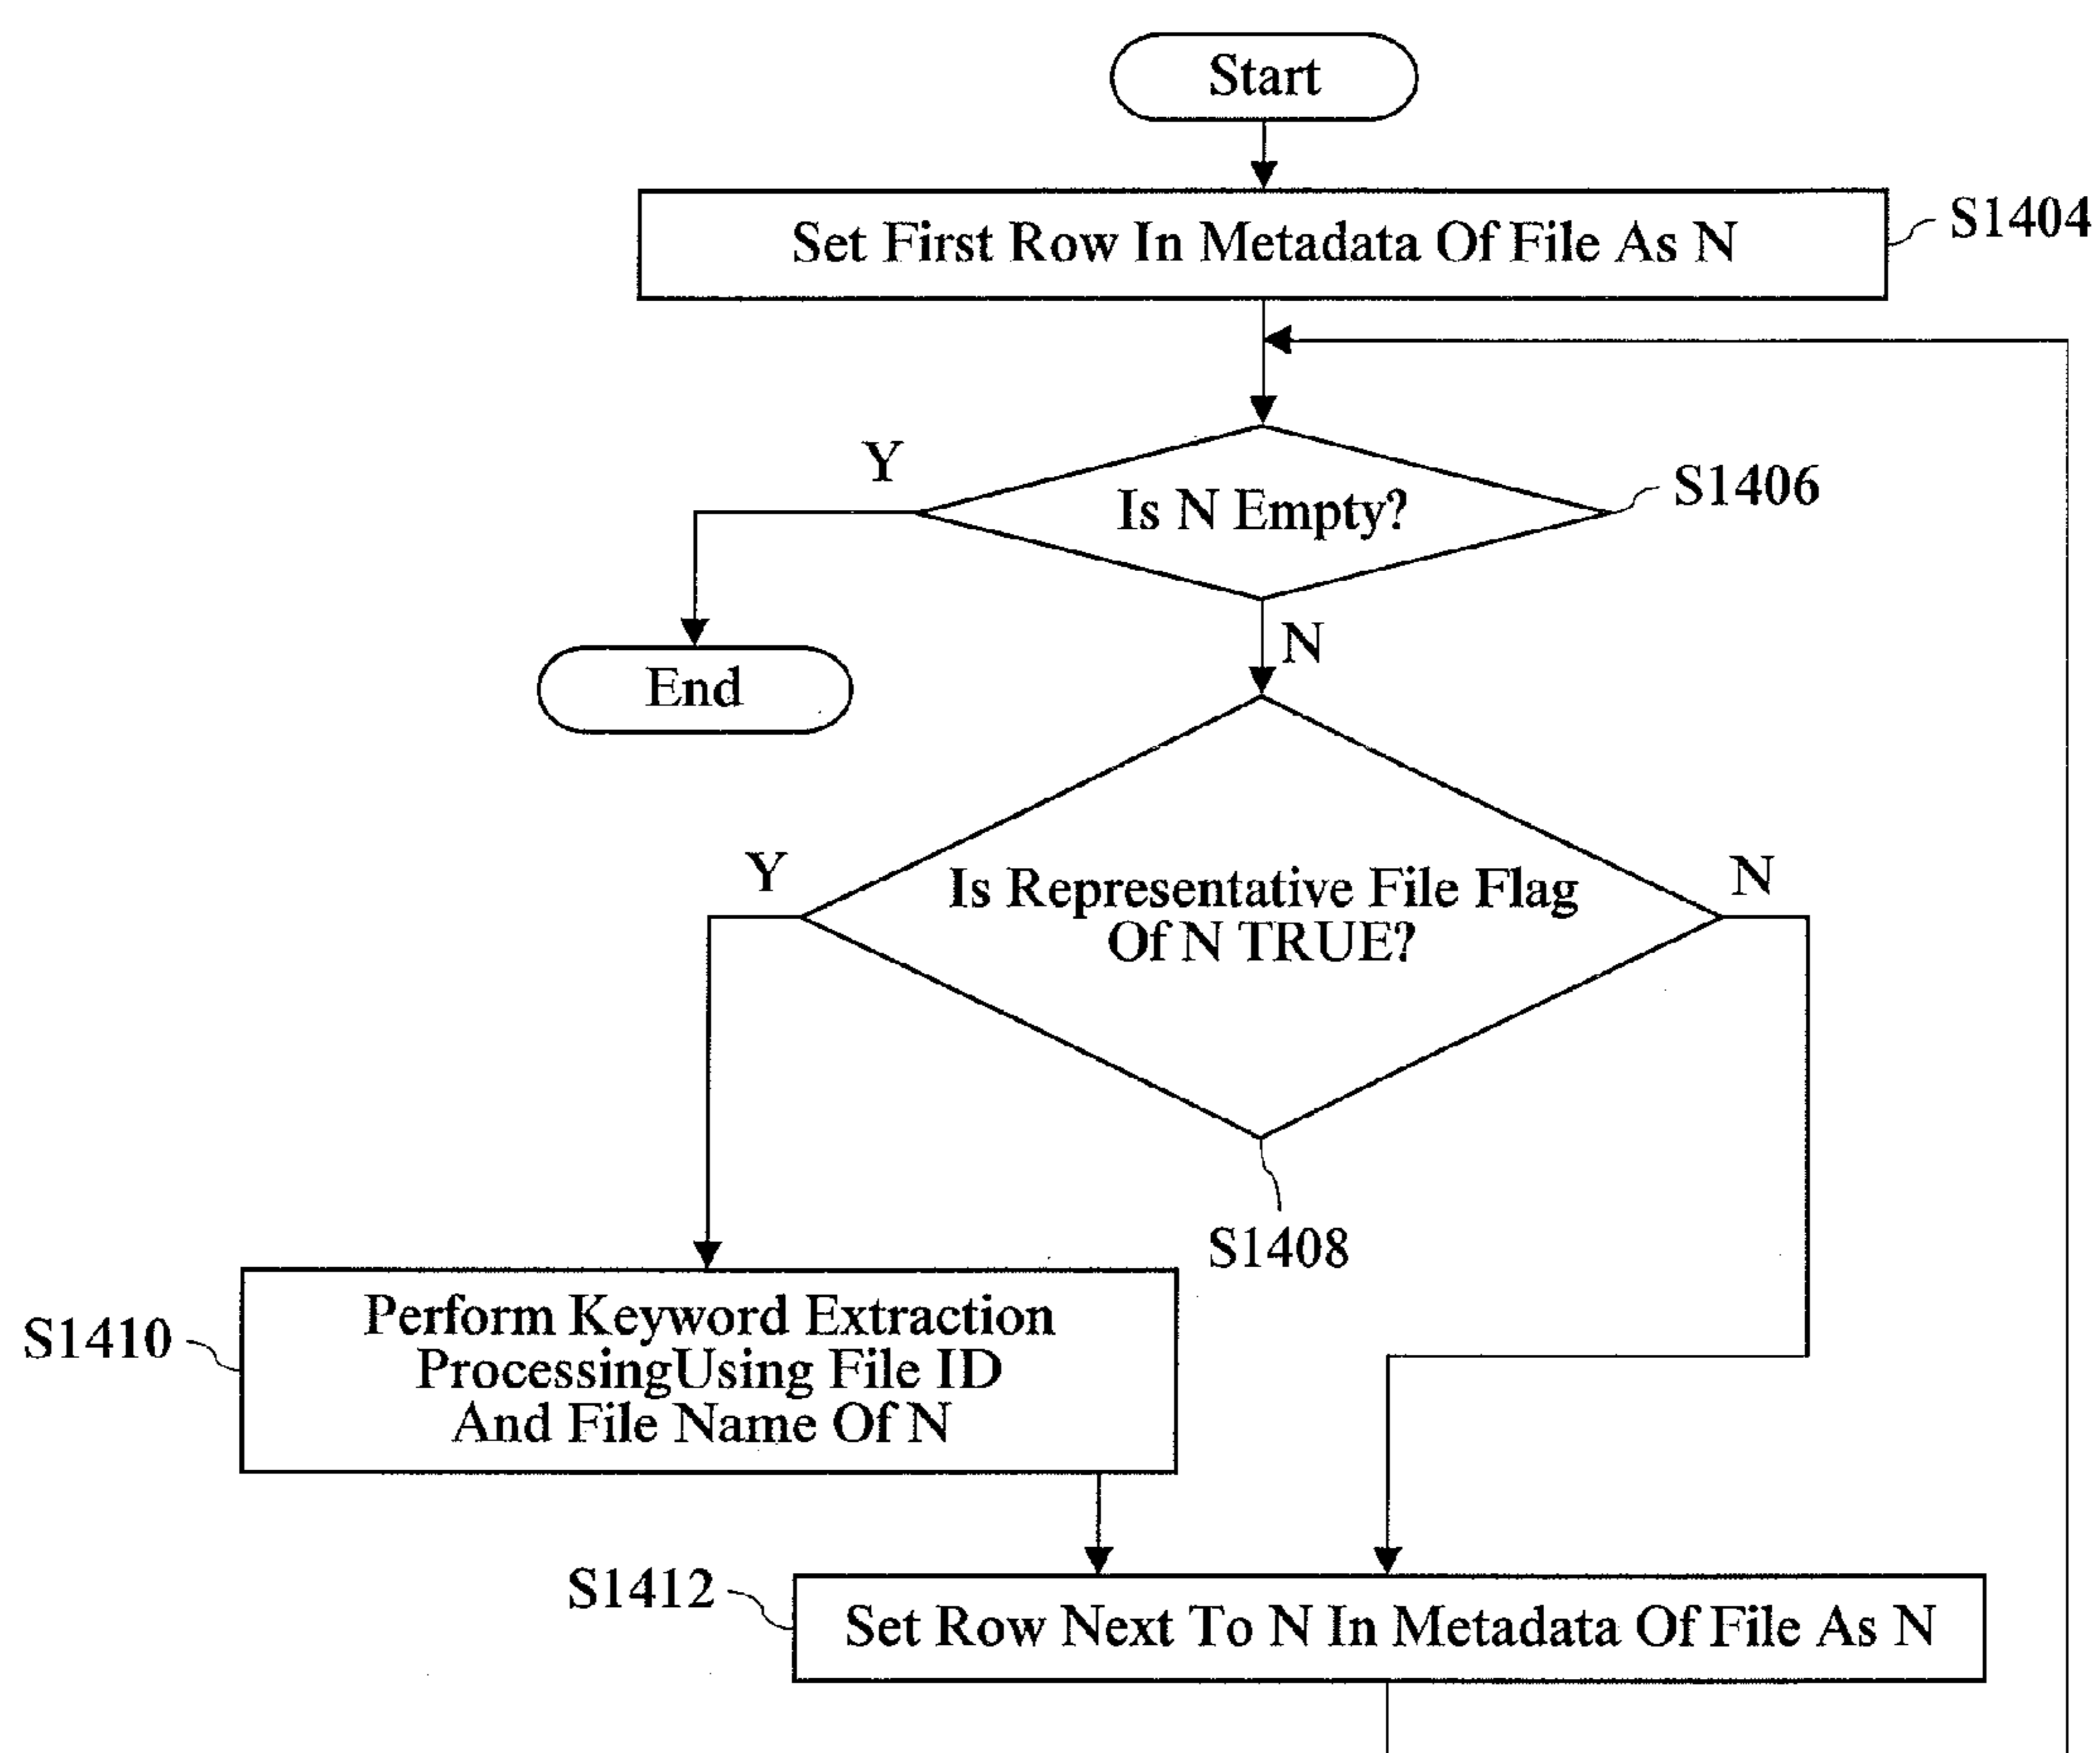 Start
Set First Row In Metadata Of File As N
S1404
Y
Is N Empty?
S1406
N
End
Y
Is Representative File Flag
Of N TRUE?
N
S1408
S1410
Perform Keyword Extraction
ProcessingUsing File ID
And File Name Of N
S1412
Set Row Next To N In Metadata Of File As N